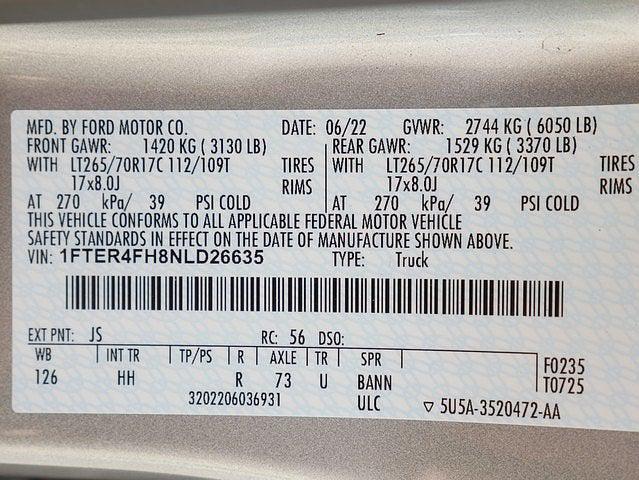 MFD. BY FORD MOTOR CO. DATE: 06/22 GVWR: 2744 KG ( 6050 LB)
FRONT GAWR: 1420 KG ( 3130 LB) REAR GAWR: 1529 KG ( 3370 LB)
WITH LT265/70R17C 112/109T TIRES LT265/70R17C 112/109T TIRES
17x8.0J RIMS WITH 17x8.0J RIMS
AT 270 kPa/ 39 PSI COLD AT 270 kPa/ 39 PSI COLD
THIS VEHICLE CONFORMS TO ALL APPLICABLE FEDERAL MOTOR VEHICLE
SAFETY STANDARDS IN EFFECT ON THE DATE OF MANUFACTURE SHOWN ABOVE.
VIN: 1FTER4FH8NLD26635 TYPE: Truck
EXT PNT: JS RC: 56 DSO:
WB INT TR TP/PS R AXLE TR SPR F0235
126 HH R 73 U BANN T0725
3202206036931 ULC ▽ 5U5A-3520472-AA